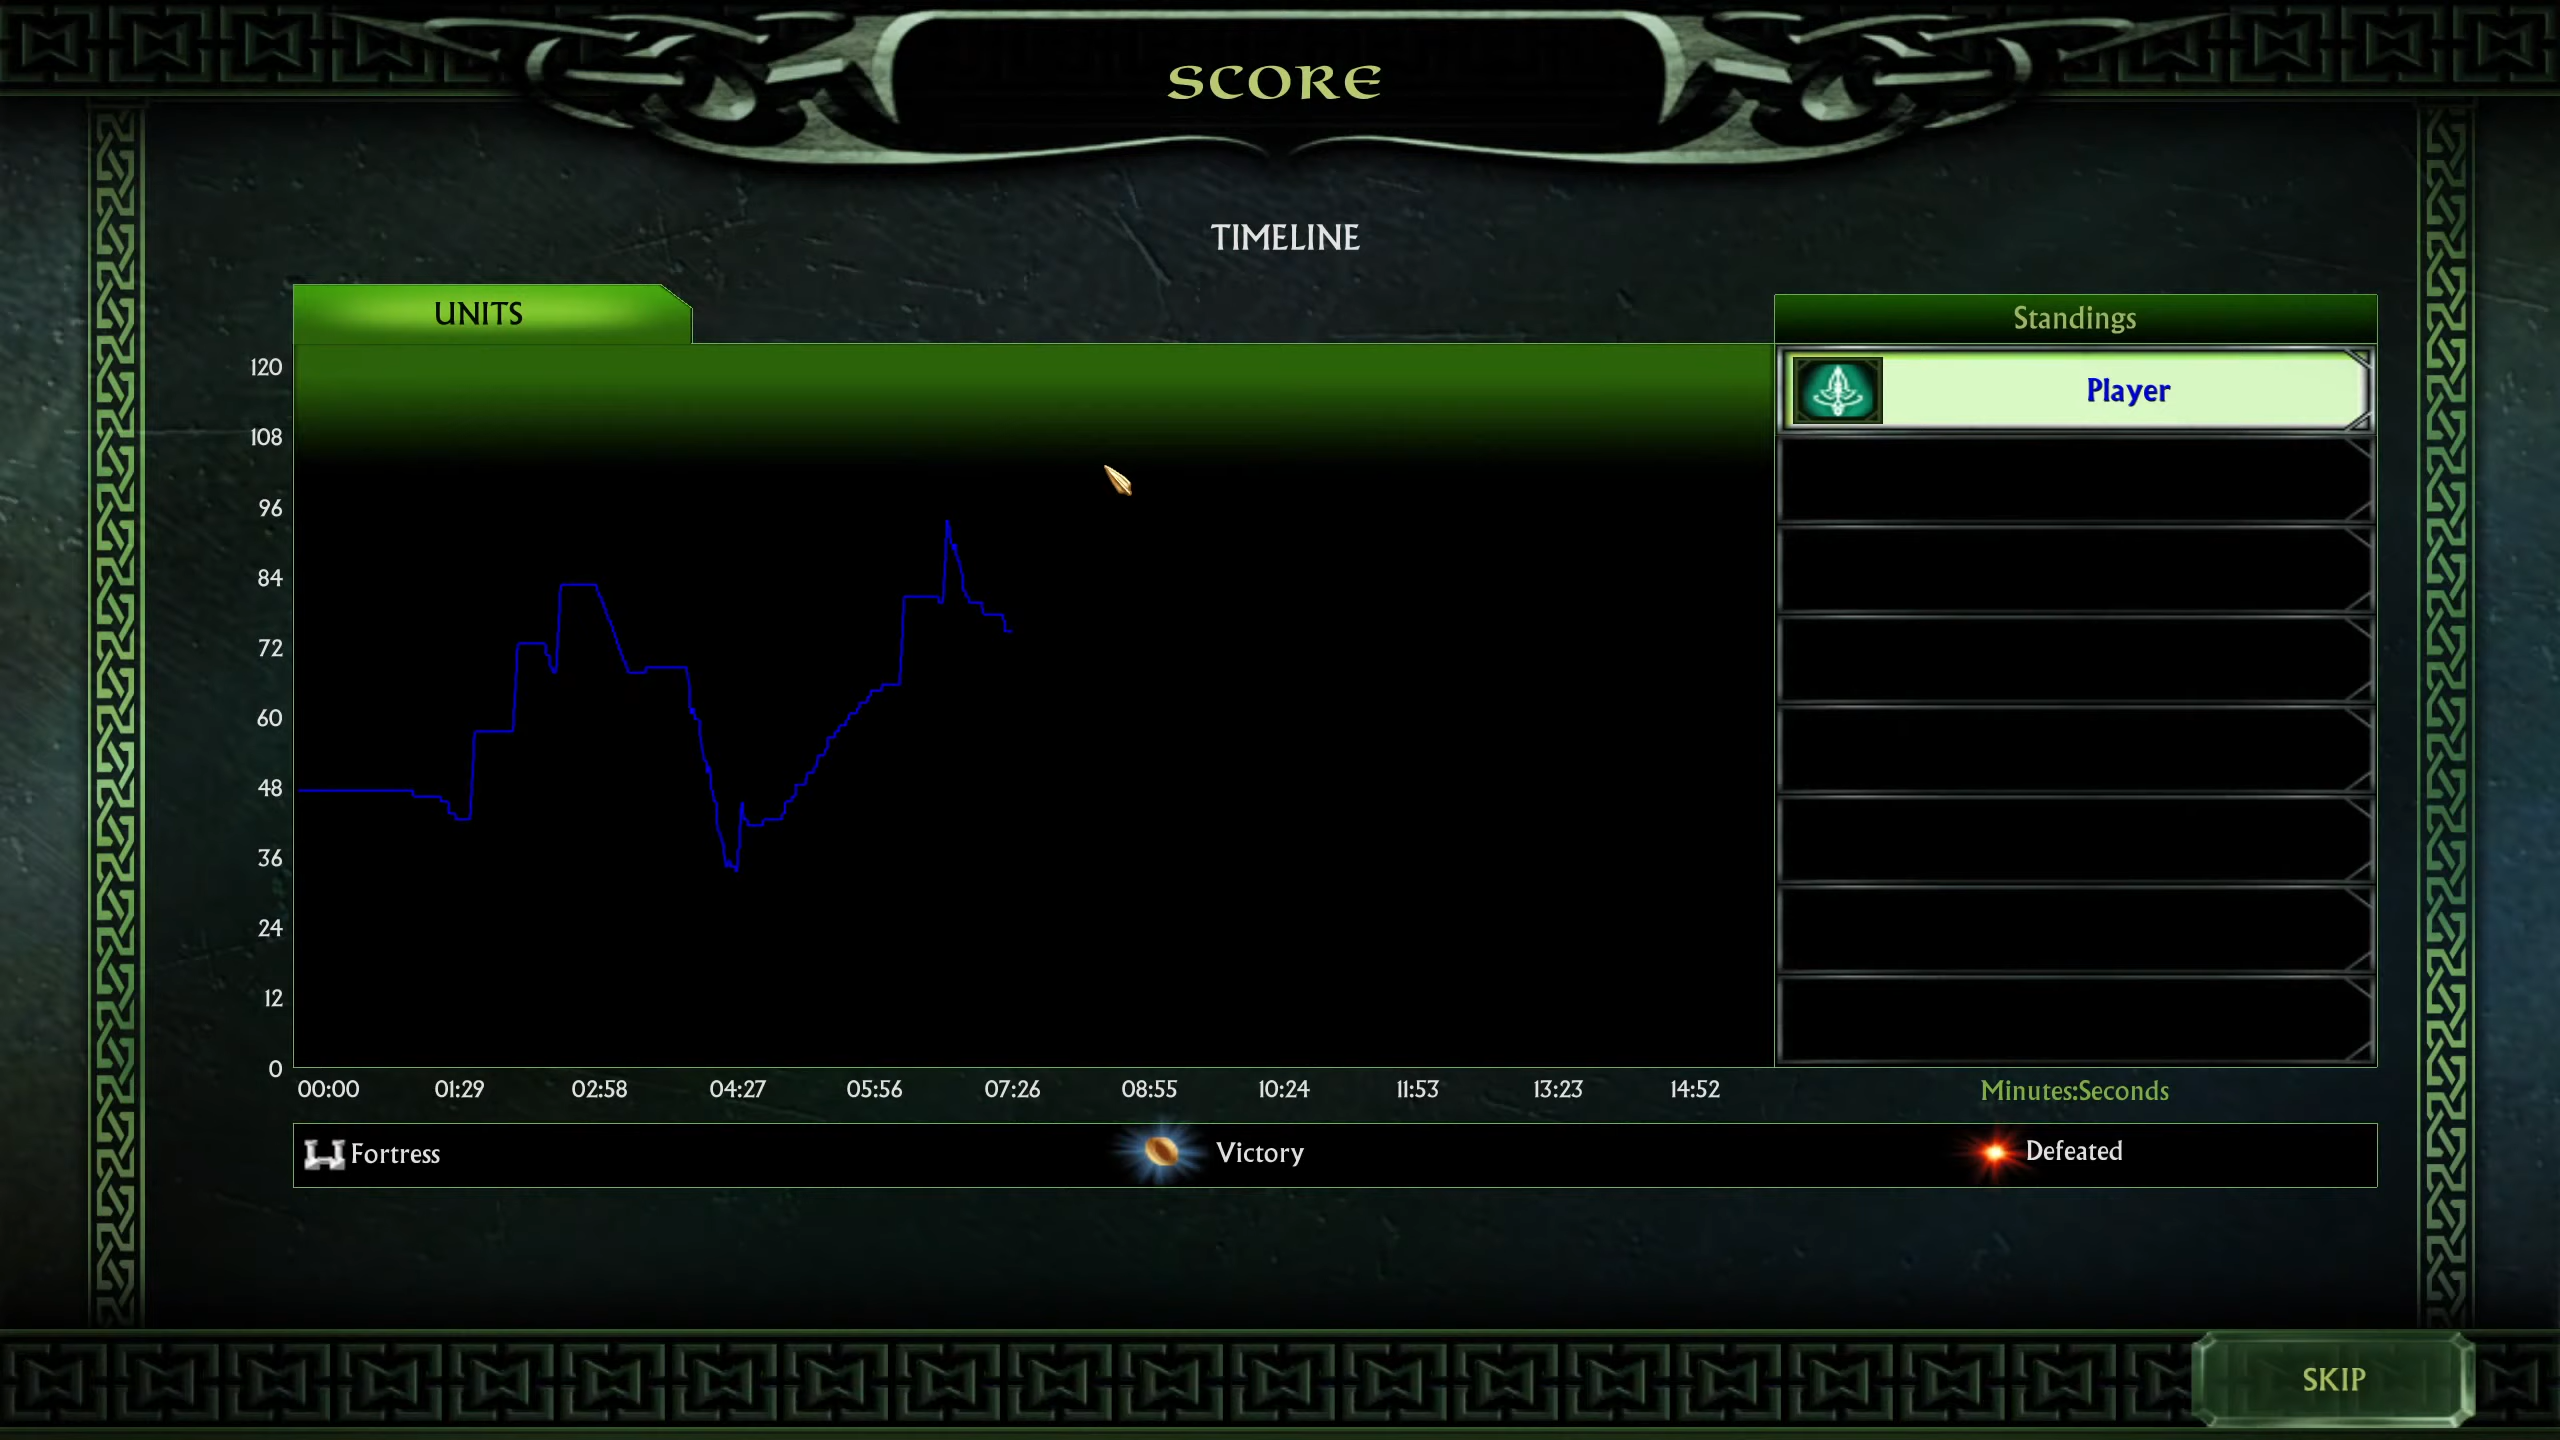 SCORE
TIMELINE
UNITS
Standings
Player
120
108
96
84
72
60
48
36
24
12
0
00:00 01:29 02:58 04:27 05:56 07:26 08:55 10:24 11:53 13:23 14:52 Minutes:Seconds
Fortress Victory Defeated
SKIP